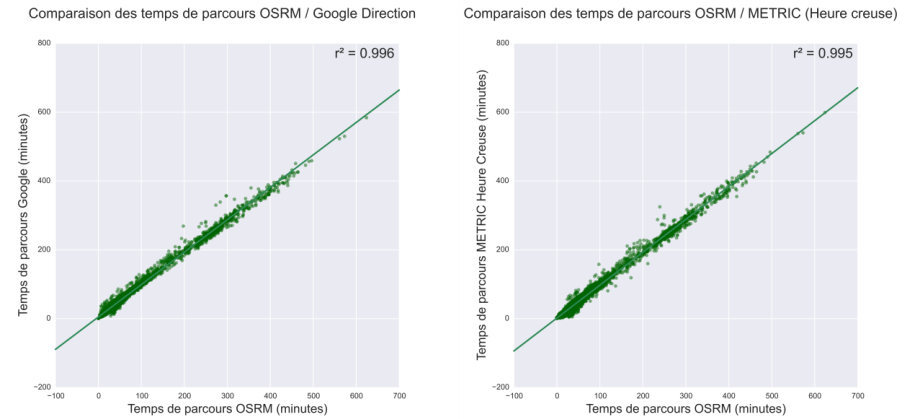 Comparaison des temps de parcours OSRM / Google Direction
r² = 0.996
Temps de parcours Google (minutes)
800
600
400
200
0
−200
−100 0 100 200 300 400 500 600 700
Temps de parcours OSRM (minutes)
Comparaison des temps de parcours OSRM / METRIC (Heure creuse)
r² = 0.995
Temps de parcours METRIC Heure Creuse (minutes)
800
600
400
200
0
−200
−100 0 100 200 300 400 500 600 700
Temps de parcours OSRM (minutes)